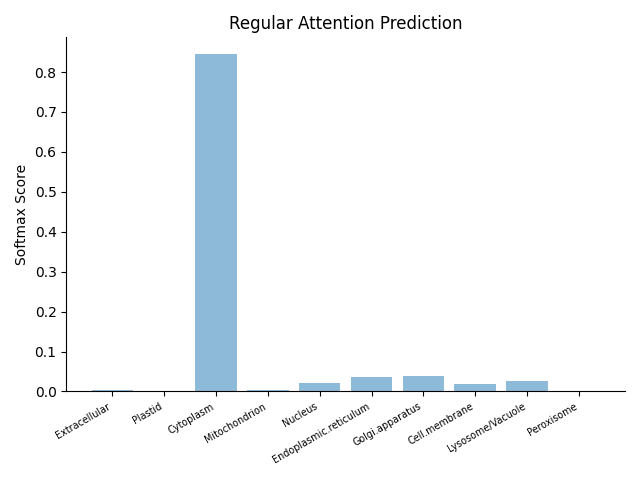 Regular Attention Prediction
Softmax Score
0.8
0.7
0.6
0.5
0.4
0.3
0.2
0.1
0.0
Extracellular
Plastid
Cytoplasm
Mitochondrion
Nucleus
Endoplasmic.reticulum
Golgi.apparatus
Cell.membrane
Lysosome/Vacuole
Peroxisome